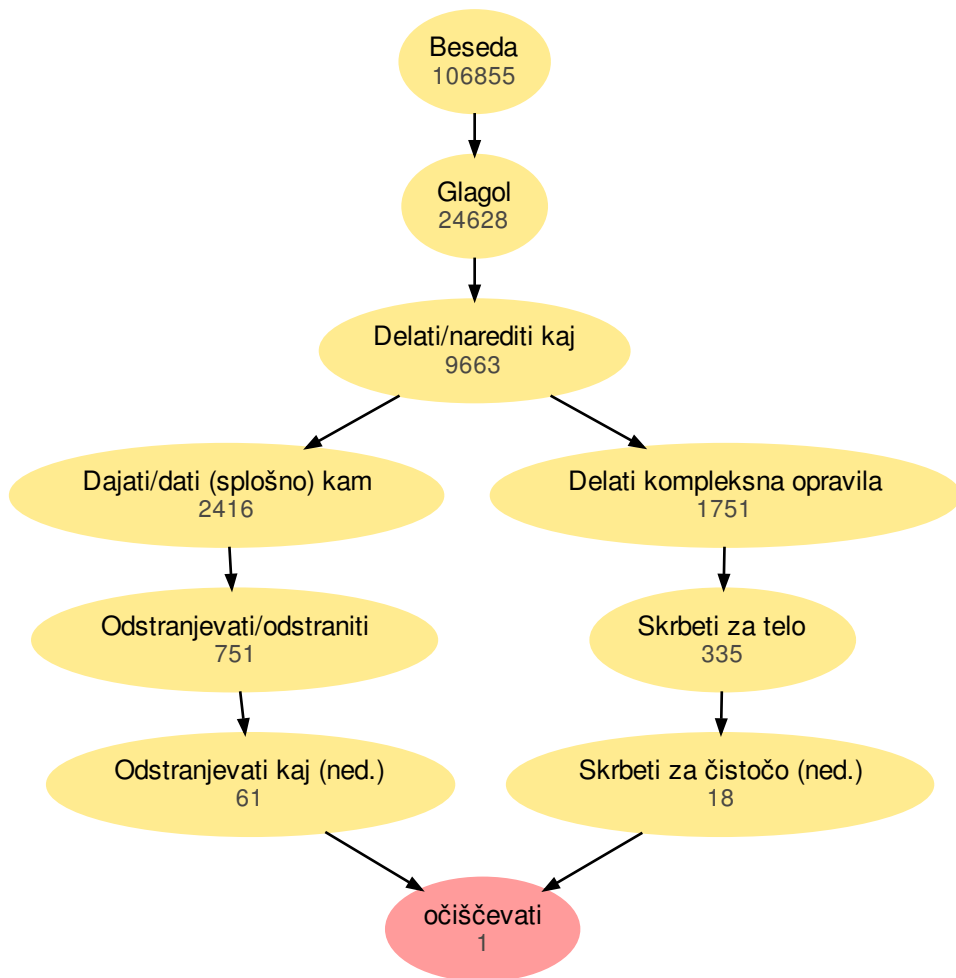 Beseda
106855
Glagol
24628
Delati/narediti kaj
9663
Dajati/dati (splošno) kam
2416
Delati kompleksna opravila
1751
Odstranjevati/odstraniti
751
Skrbeti za telo
335
Odstranjevati kaj (ned.)
61
Skrbeti za čistočo (ned.)
18
očiščevati
1